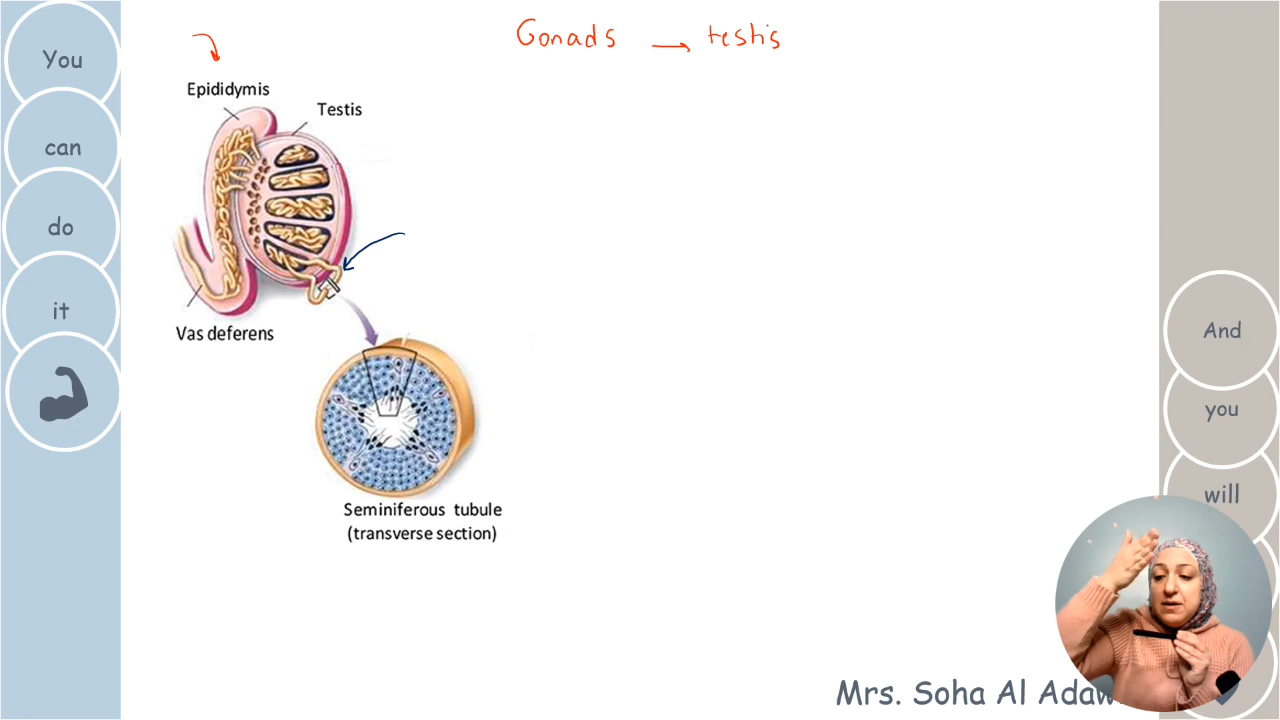 Gonads → testis
You
can
do
it
Epididymis
Testis
Vas deferens
Seminiferous tubule
(transverse section)
And
you
will
Mrs. Soha Al